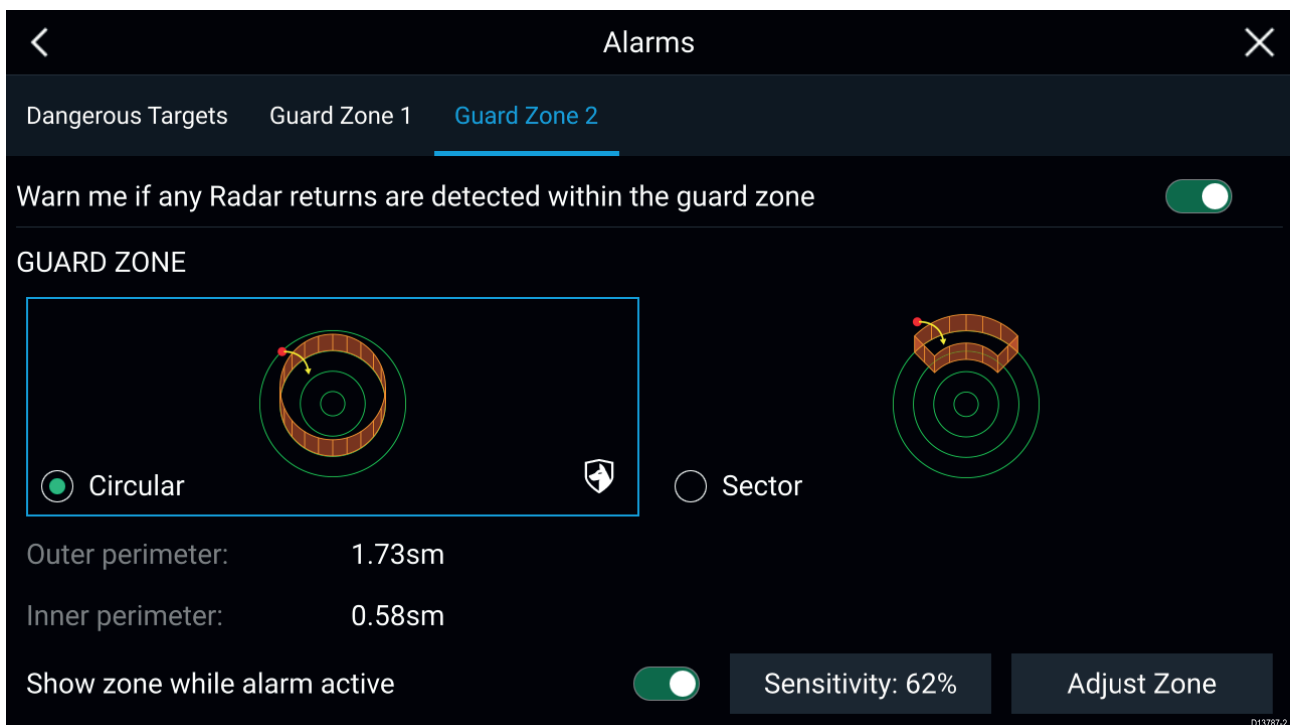 Alarms
Dangerous Targets Guard Zone 1 Guard Zone 2
Warn me if any Radar returns are detected within the guard zone
GUARD ZONE
Circular Sector
Outer perimeter: 1.73sm
Inner perimeter: 0.58sm
Show zone while alarm active Sensitivity: 62% Adjust Zone
D13787-2